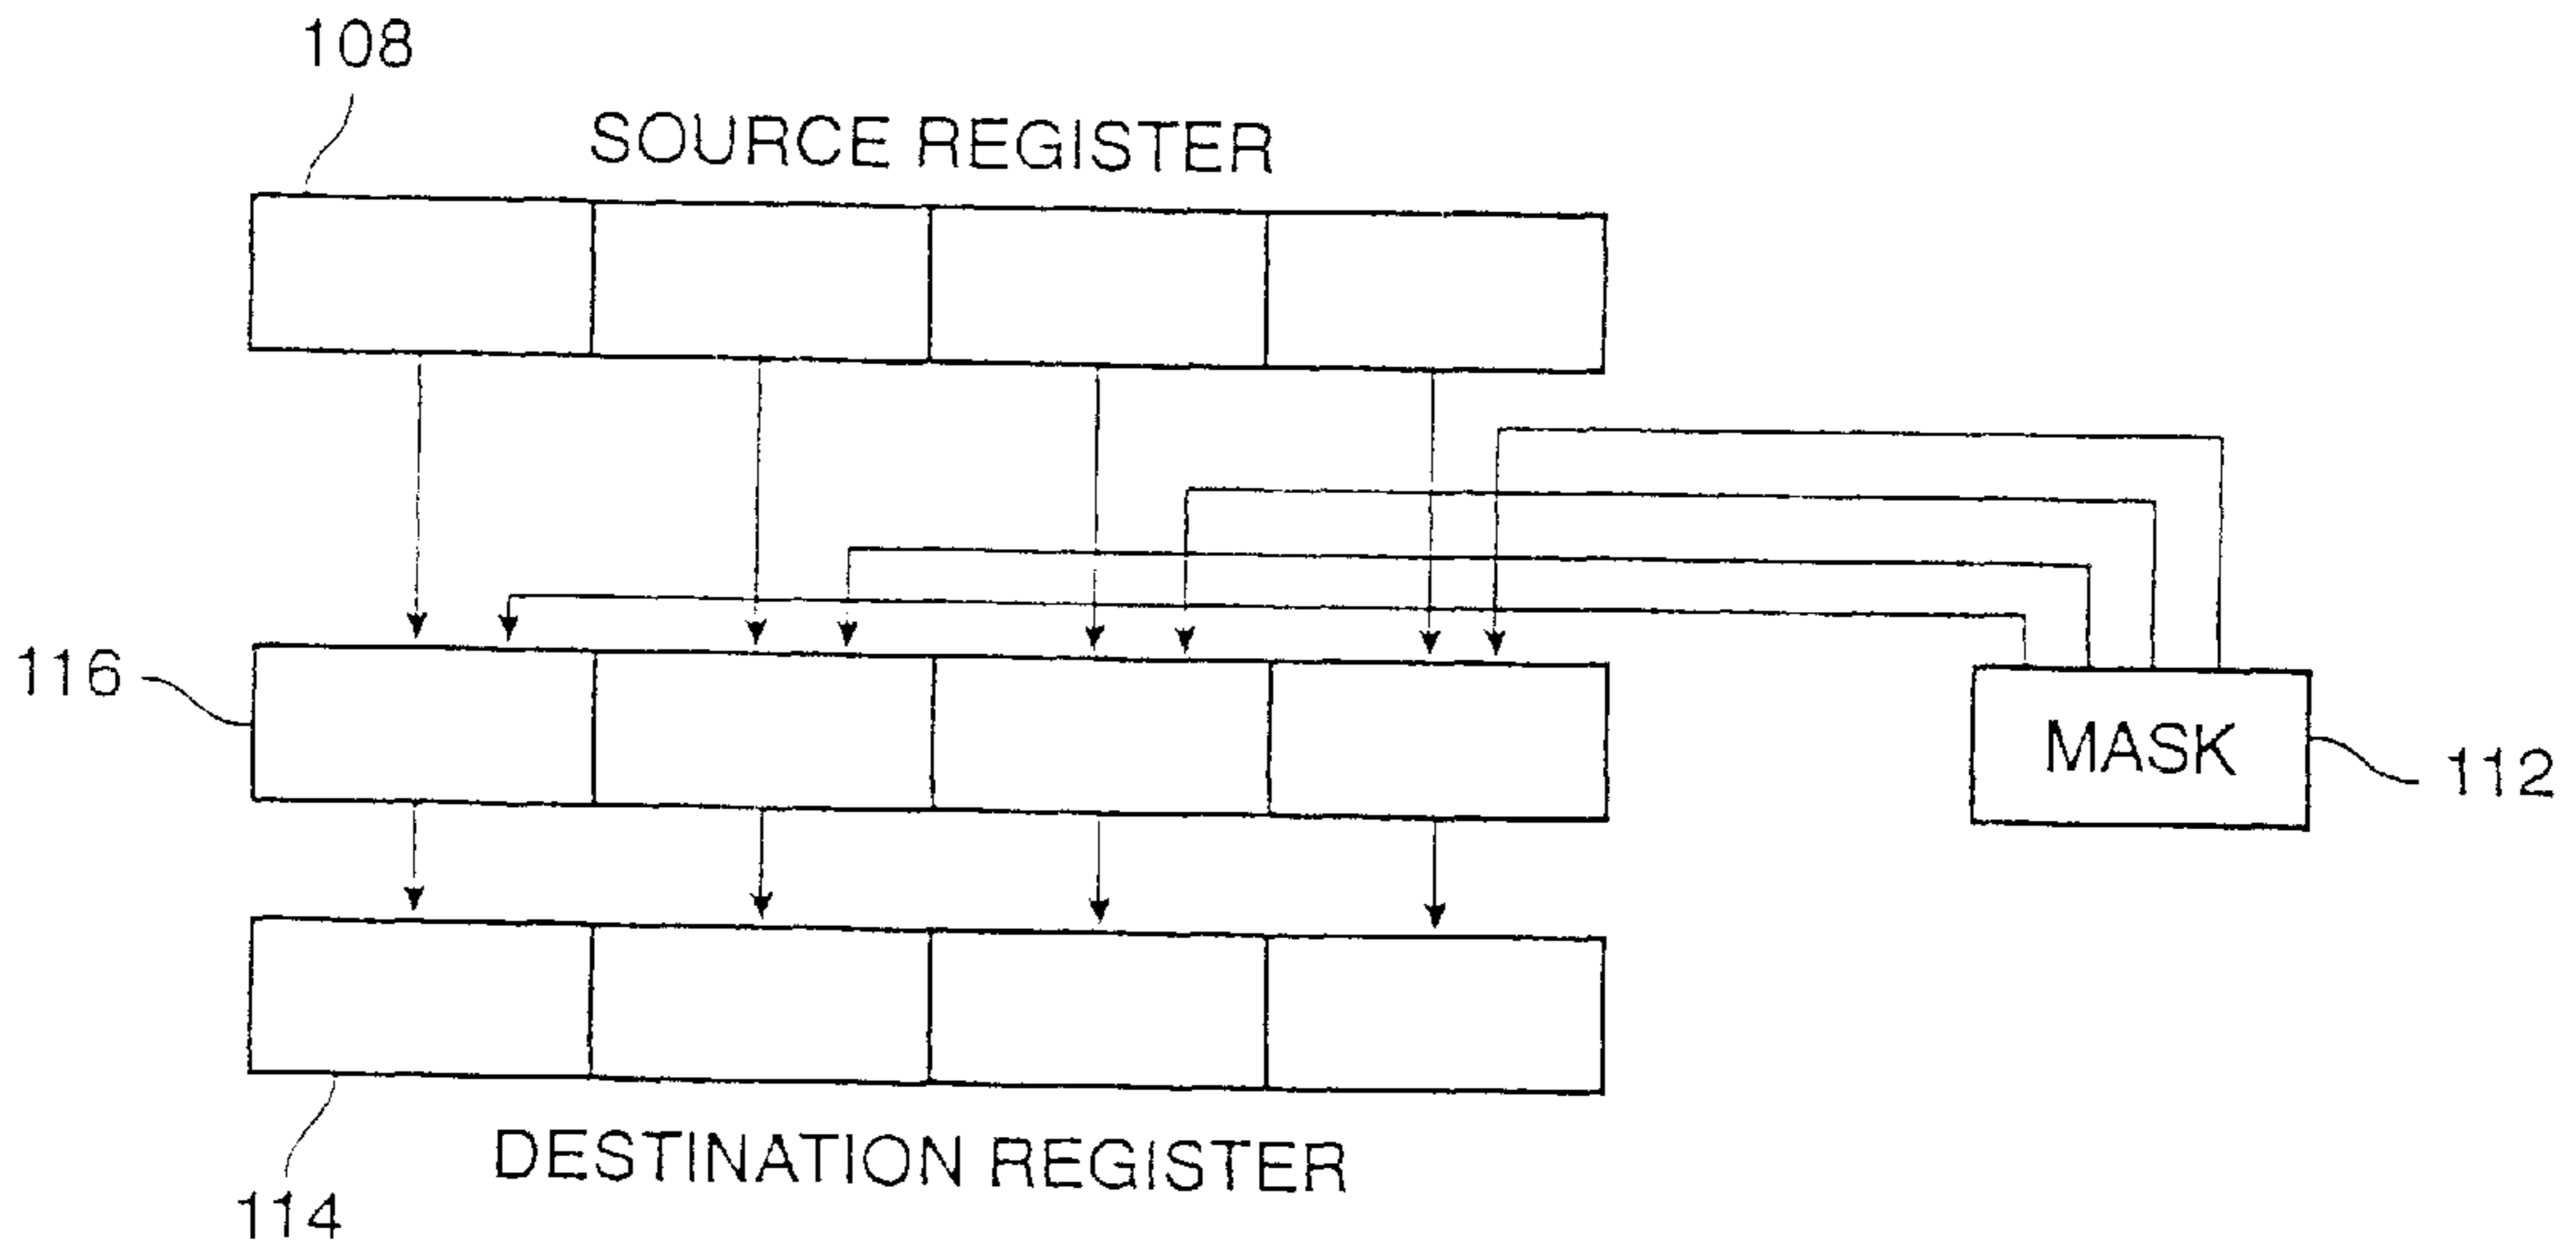 108
SOURCE REGISTER
116
MASK
112
DESTINATION REGISTER
114